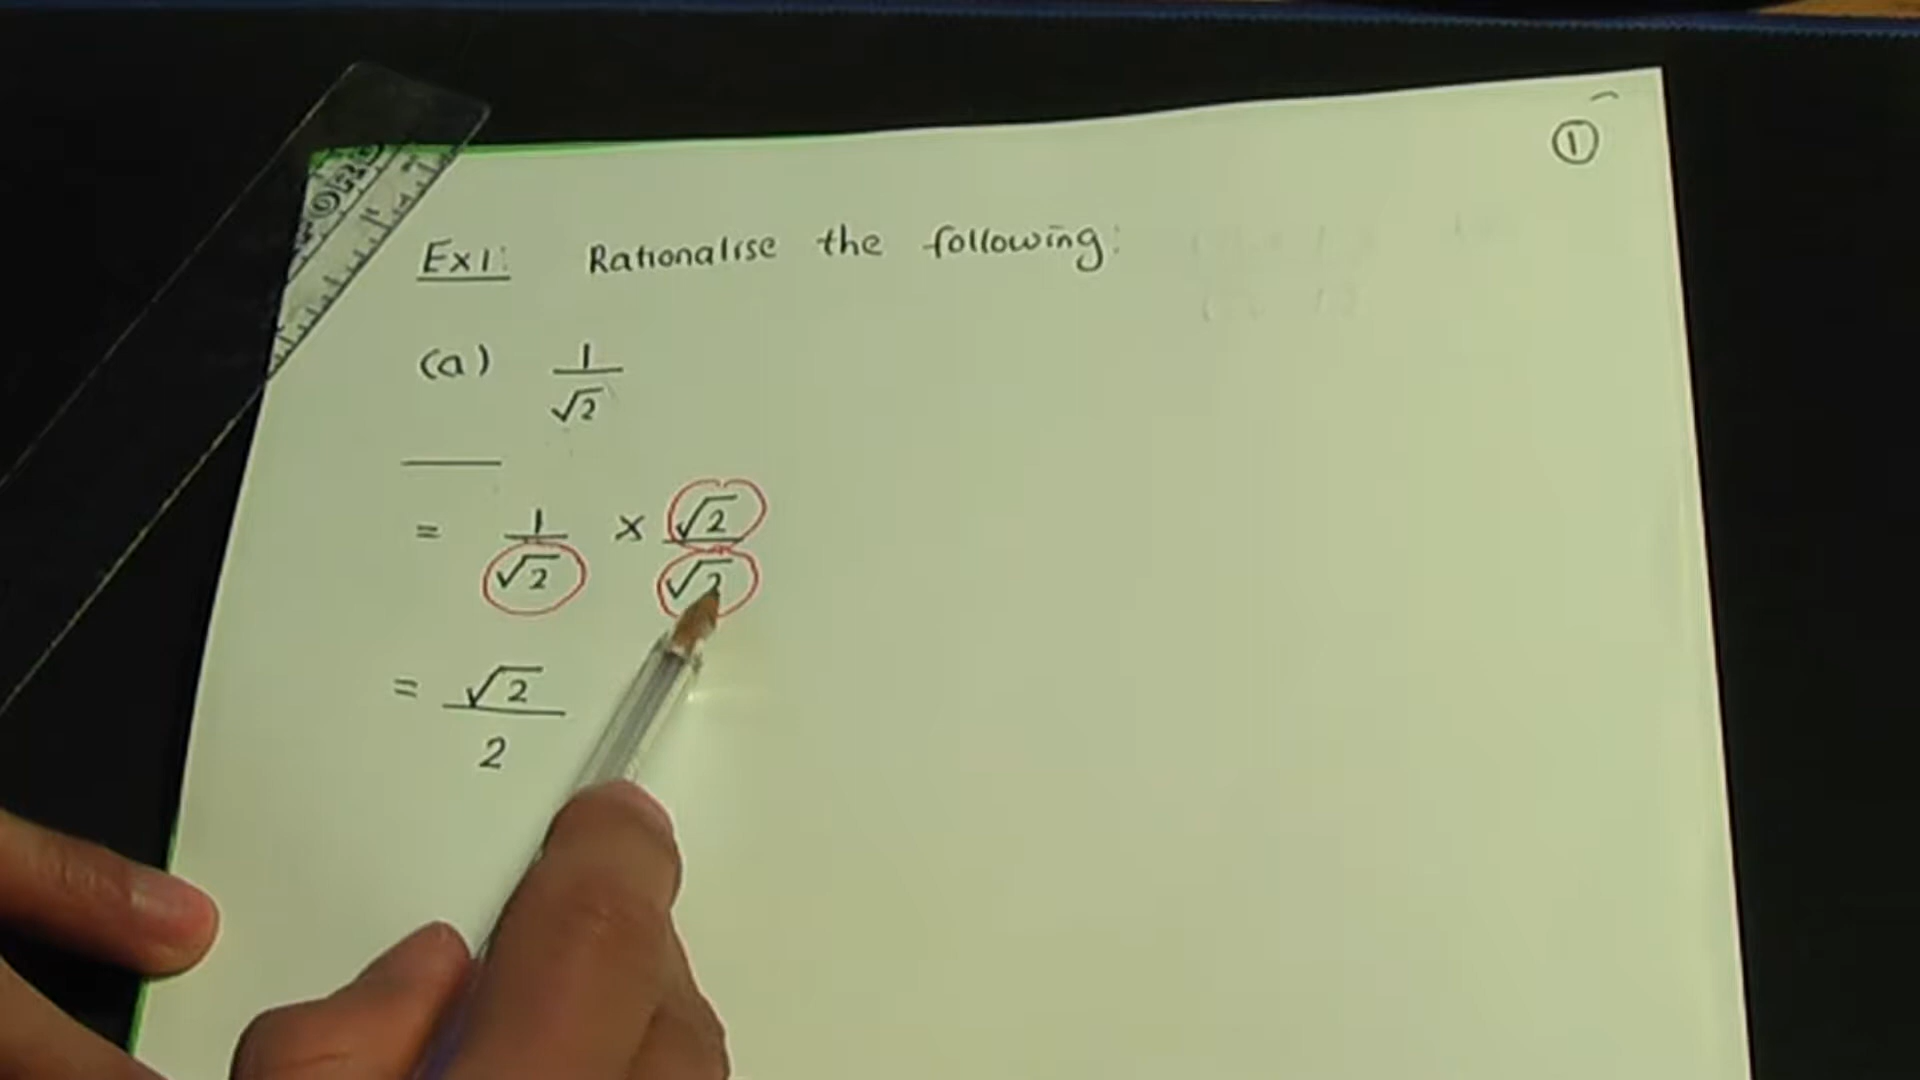 ①
Ex1: Rationalise the following:
(a) 1/√2
= 1/√2 × √2/√2
= √2/2